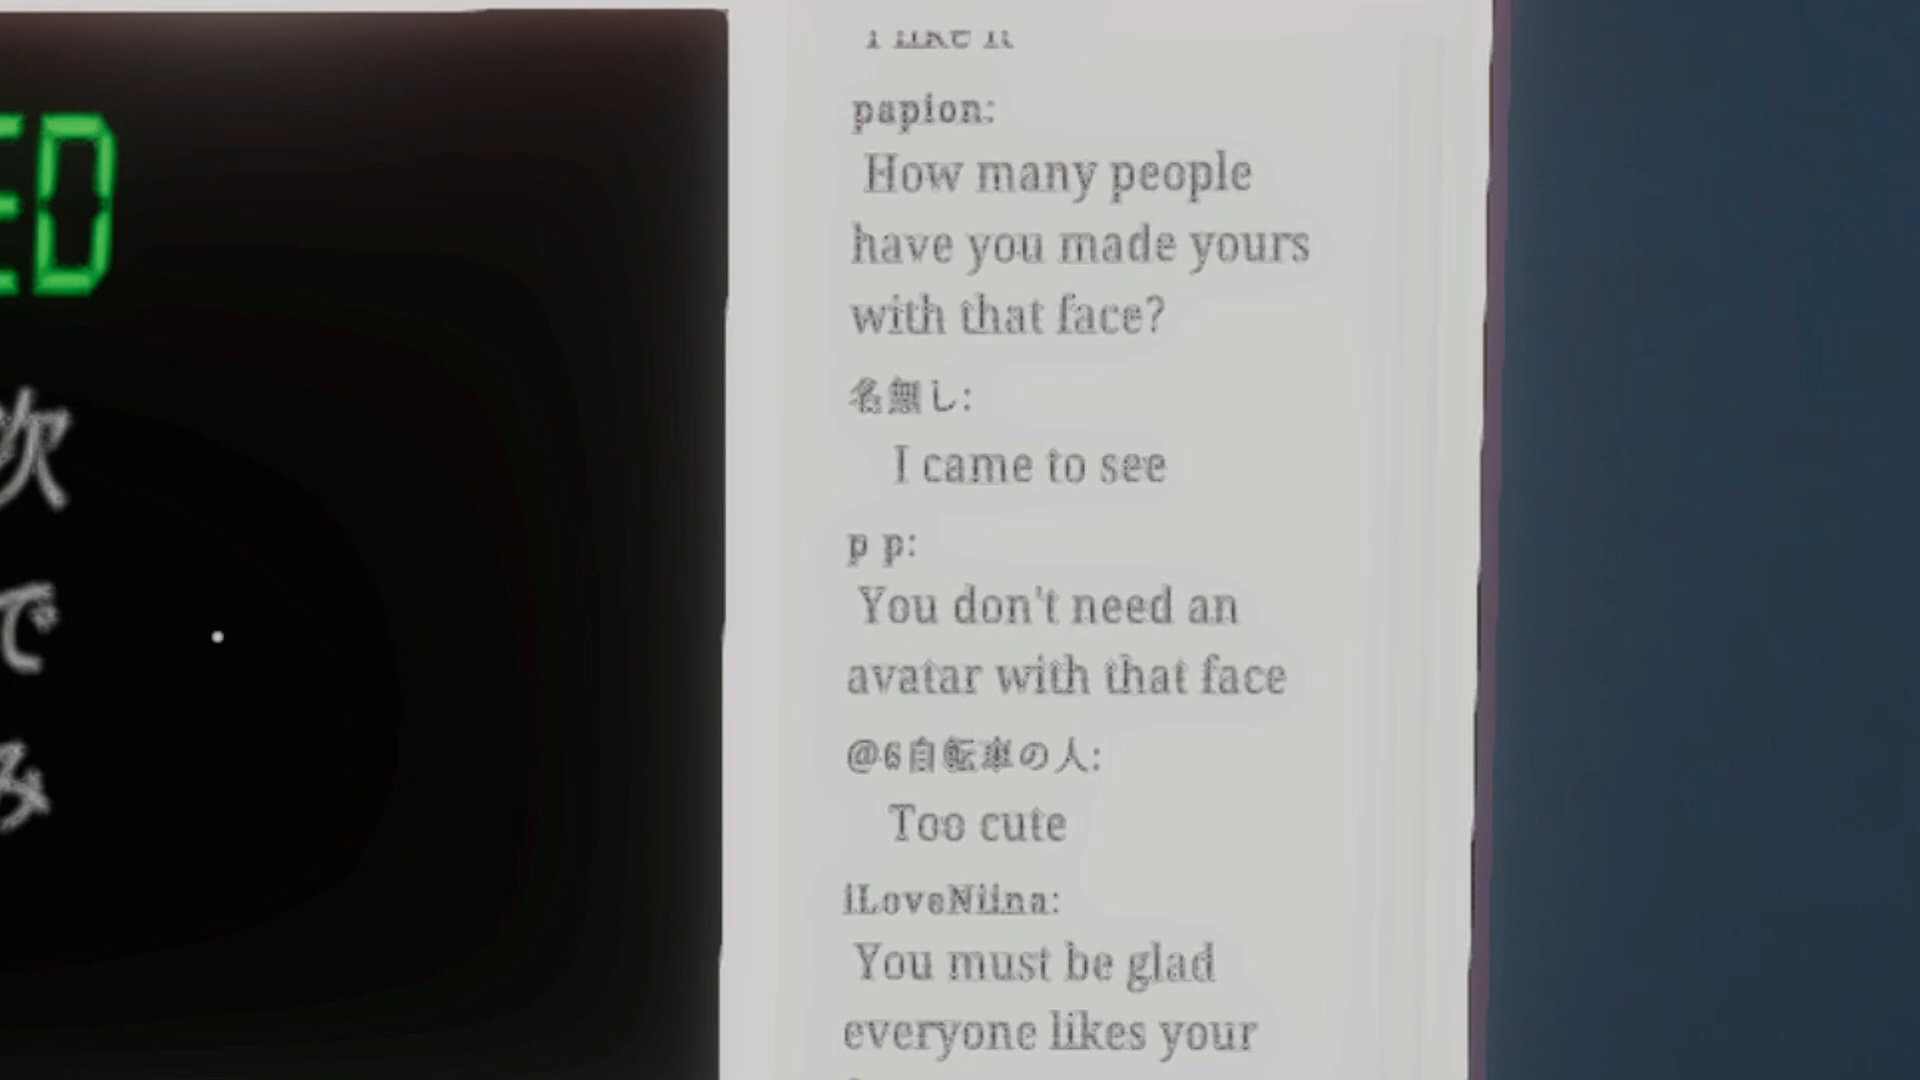 ED
次
で
み
I like it
papion:
How many people
have you made yours
with that face?
名無し:
I came to see
p p:
You don't need an
avatar with that face
@6自転車の人:
Too cute
iLoveNiina:
You must be glad
everyone likes your